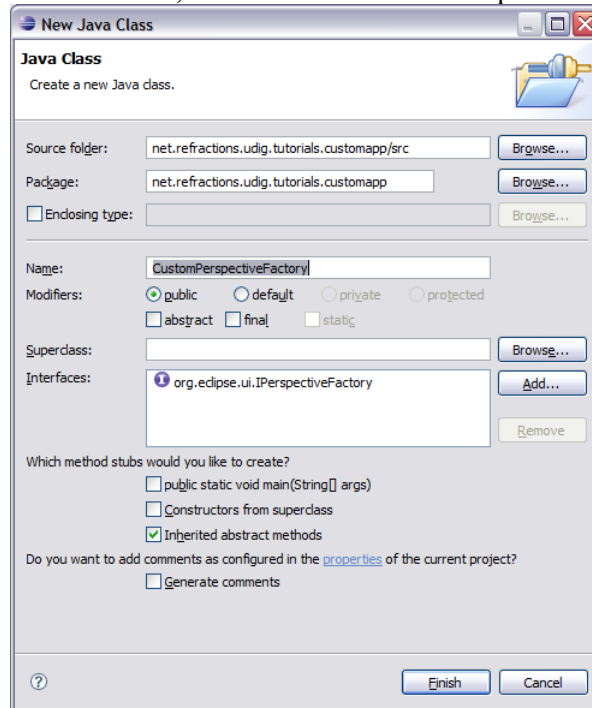 New Java Class
Java Class
Create a new Java class.
Source folder: net.refractions.udig.tutorials.customapp/src Browse...
Package: net.refractions.udig.tutorials.customapp Browse...
Enclosing type: Browse...
Name: CustomPerspectiveFactory
Modifiers: public default private protected
abstract final static
Superclass: Browse...
Interfaces: org.eclipse.ui.IPerspectiveFactory Add...
Remove
Which method stubs would you like to create?
public static void main(String[] args)
Constructors from superclass
Inherited abstract methods
Do you want to add comments as configured in the properties of the current project?
Generate comments
Finish Cancel